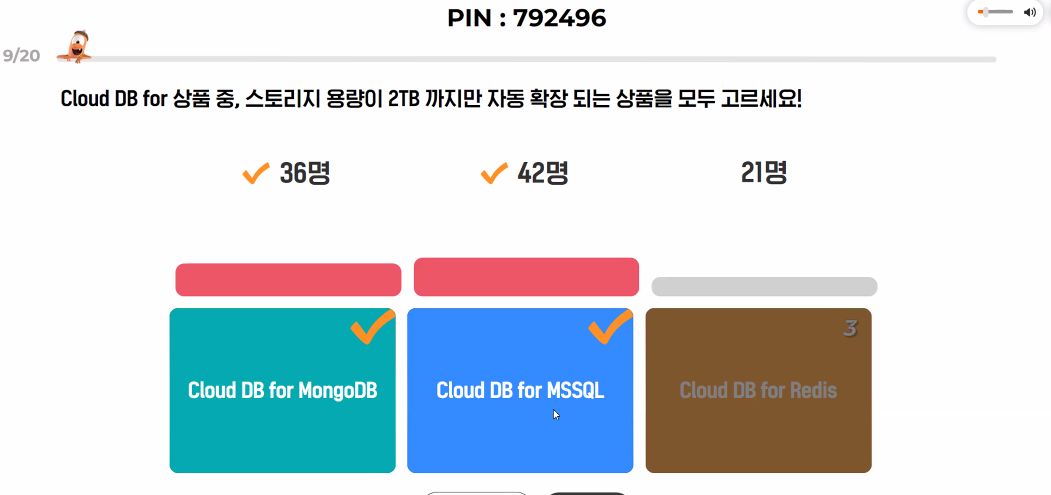 PIN : 792496
9/20
Cloud DB for 상품 중, 스토리지 용량이 2TB 까지만 자동 확장 되는 상품을 모두 고르세요!
36명
42명
21명
3
Cloud DB for MongoDB
Cloud DB for MSSQL
Cloud DB for Redis